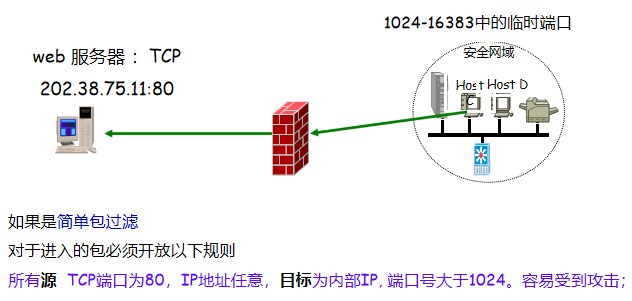 1024-16383中的临时端口
web 服务器 ： TCP
202.38.75.11:80
安全网域
Host C
Host D
如果是简单包过滤
对于进入的包必须开放以下规则
所有源 TCP端口为80，IP地址任意，目标为内部IP, 端口号大于1024。容易受到攻击；